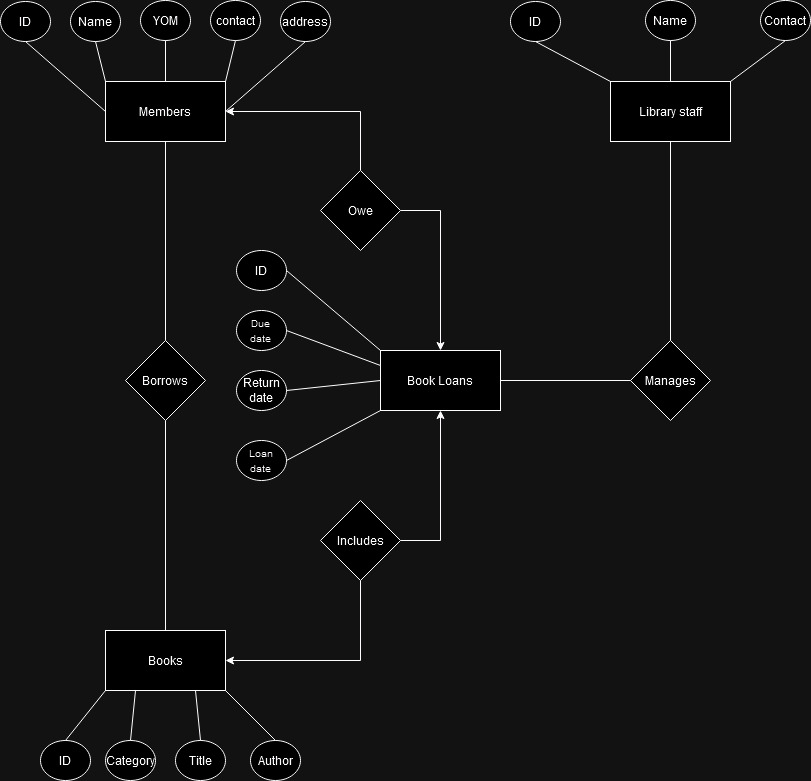 ID
Name
YOM
contact
address
ID
Name
Contact
Members
Library staff
Owe
ID
Due
date
Return
date
Loan
date
Book Loans
Borrows
Manages
Includes
Books
ID
Category
Title
Author